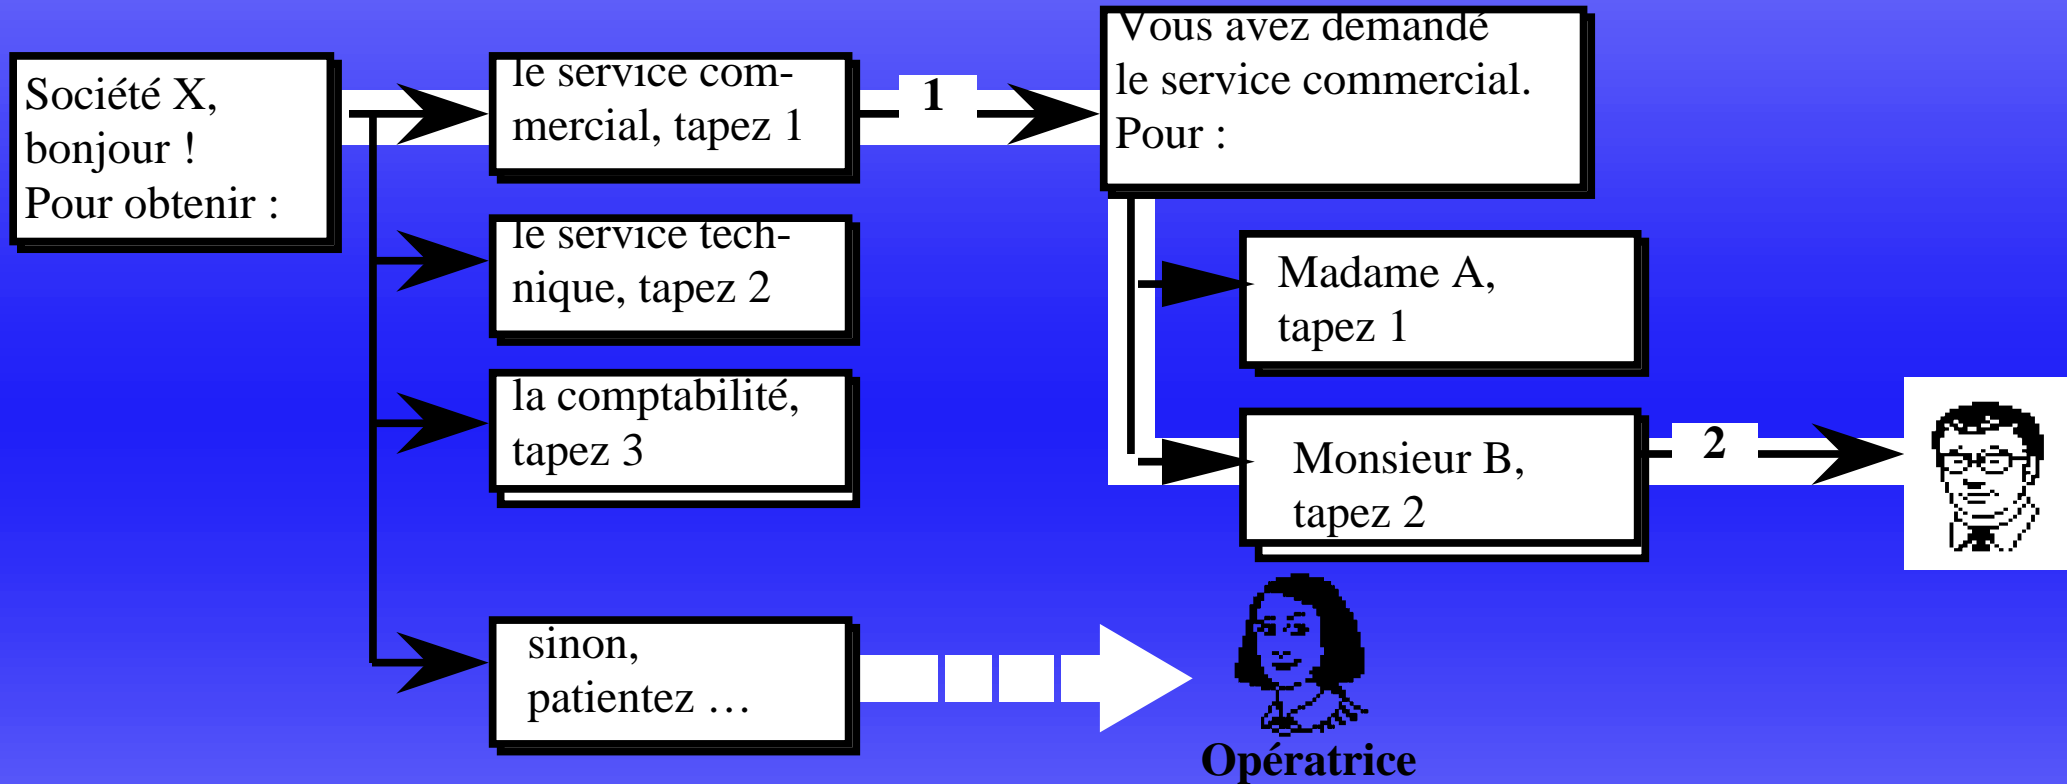 Société X,
bonjour !
Pour obtenir :
le service com-
mercial, tapez 1
1
Vous avez demandé
le service commercial.
Pour :
le service tech-
nique, tapez 2
Madame A,
tapez 1
la comptabilité,
tapez 3
Monsieur B,
tapez 2
2
sinon,
patientez …
Opératrice